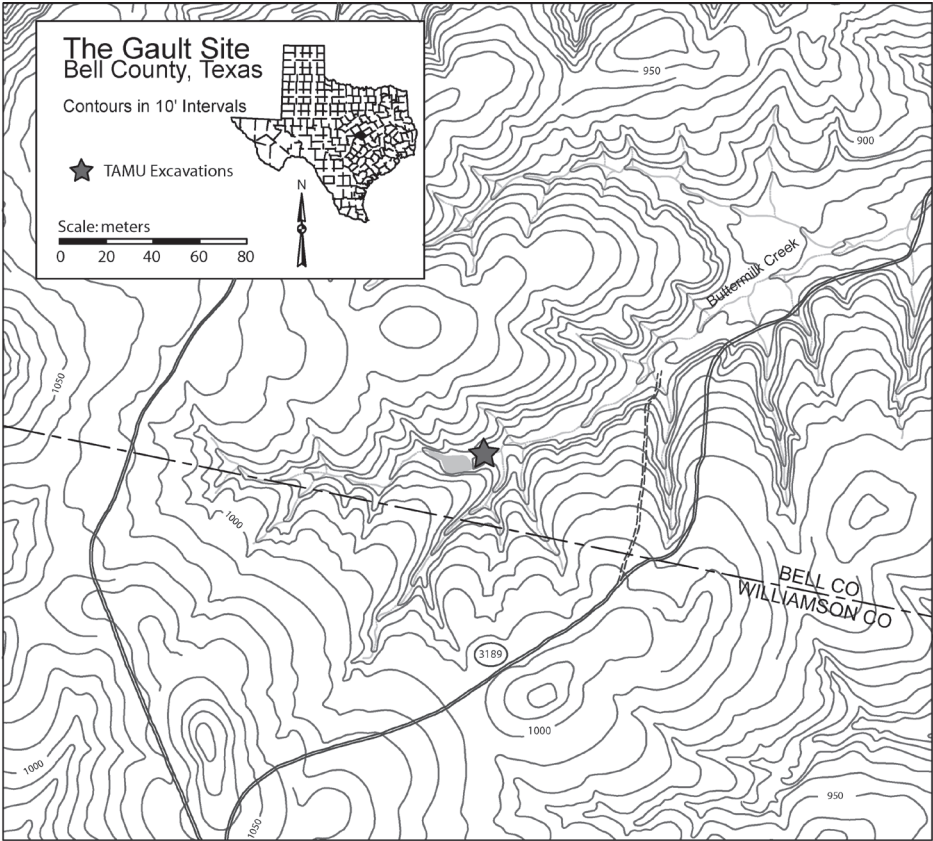 The Gault Site
Bell County, Texas
Contours in 10' Intervals
TAMU Excavations
N
Scale: meters
0 20 40 60 80
950
900
Buttermilk Creek
1050
1000
BELL CO
WILLIAMSON CO
3189
1000
1000
950
1050